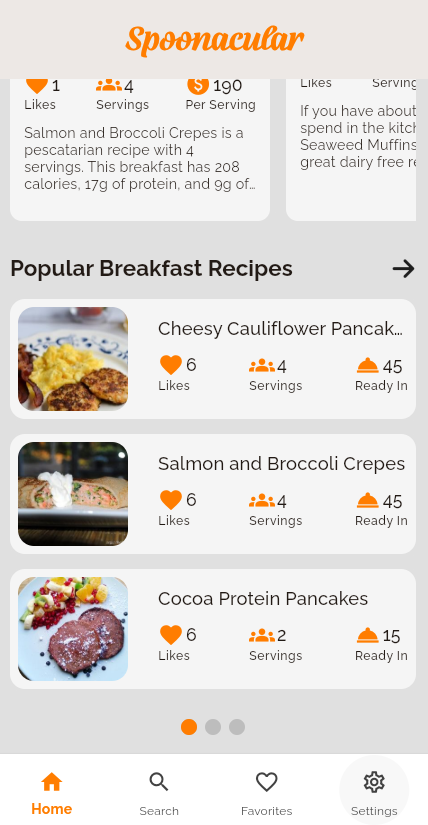 Spoonacular
1 4 190
Likes Servings Per Serving
Salmon and Broccoli Crepes is a
pescatarian recipe with 4
servings. This breakfast has 208
calories, 17g of protein, and 9g of...
Likes
If you have about
spend in the
Seaweed Muffins
great dairy free
Popular Breakfast Recipes
Cheesy Cauliflower Pancak...
6 4 45
Likes Servings Ready In
Salmon and Broccoli Crepes
6 4 45
Likes Servings Ready In
Cocoa Protein Pancakes
6 2 15
Likes Servings Ready In
Home Search Favorites Settings